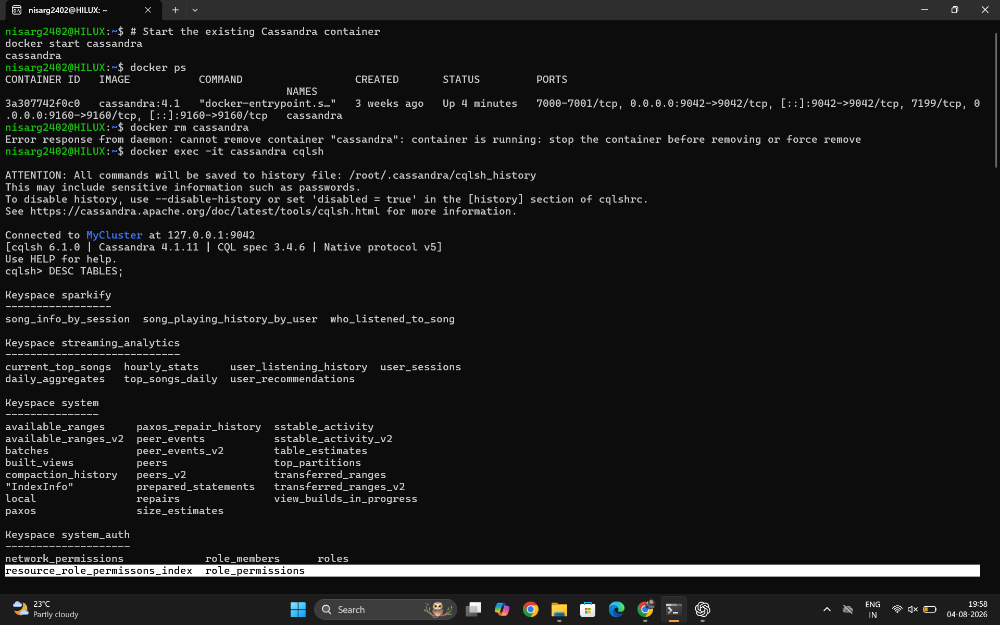 nisarg2402@HILUX: ~
nisarg2402@HILUX:~$ # Start the existing Cassandra container
docker start cassandra
cassandra
nisarg2402@HILUX:~$ docker ps
CONTAINER ID   IMAGE           COMMAND                  CREATED       STATUS         PORTS
                                             NAMES
3a307742f0c0   cassandra:4.1   "docker-entrypoint.s…"   3 weeks ago   Up 4 minutes   7000-7001/tcp, 0.0.0.0:9042->9042/tcp, [::]:9042->9042/tcp, 7199/tcp, 0
.0.0.0:9160->9160/tcp, [::]:9160->9160/tcp   cassandra
nisarg2402@HILUX:~$ docker rm cassandra
Error response from daemon: cannot remove container "cassandra": container is running: stop the container before removing or force remove
nisarg2402@HILUX:~$ docker exec -it cassandra cqlsh
ATTENTION: All commands will be saved to history file: /root/.cassandra/cqlsh_history
This may include sensitive information such as passwords.
To disable history, use --disable-history or set 'disabled = true' in the [history] section of cqlshrc.
See https://cassandra.apache.org/doc/latest/tools/cqlsh.html for more information.
Connected to MyCluster at 127.0.0.1:9042
[cqlsh 6.1.0 | Cassandra 4.1.11 | CQL spec 3.4.6 | Native protocol v5]
Use HELP for help.
cqlsh> DESC TABLES;
Keyspace sparkify
-----------------
song_info_by_session  song_playing_history_by_user  who_listened_to_song
Keyspace streaming_analytics
----------------------------
current_top_songs  hourly_stats     user_listening_history  user_sessions
daily_aggregates   top_songs_daily  user_recommendations
Keyspace system
---------------
available_ranges     paxos_repair_history  sstable_activity
available_ranges_v2  peer_events           sstable_activity_v2
batches              peer_events_v2        table_estimates
built_views          peers                 top_partitions
compaction_history   peers_v2              transferred_ranges
"IndexInfo"          prepared_statements   transferred_ranges_v2
local                repairs               view_builds_in_progress
paxos                size_estimates
Keyspace system_auth
--------------------
network_permissions             role_members      roles
resource_role_permissons_index  role_permissions
23°C
Partly cloudy
Search
ENG
IN
19:58
04-08-2026